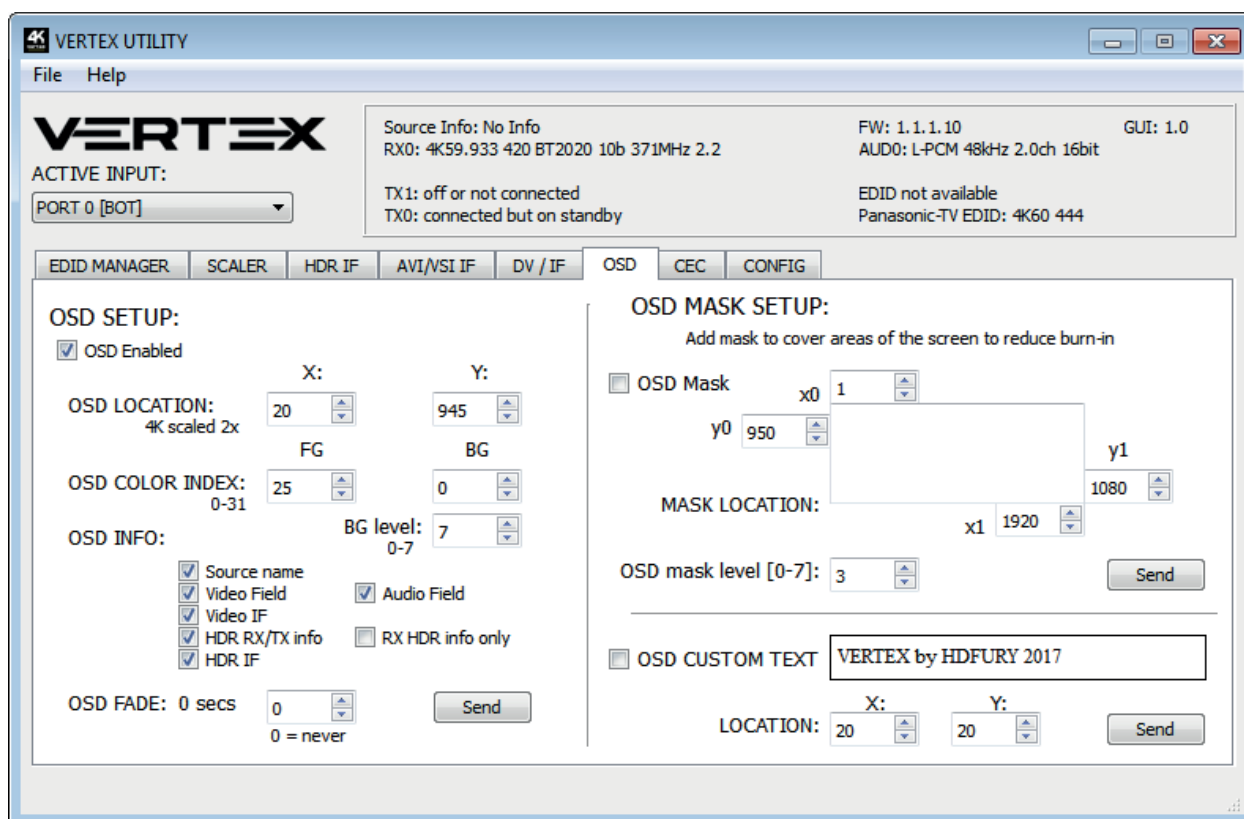 4K
VERTEX UTILITY
File Help
VERTEX
ACTIVE INPUT:
PORT 0 [BOT]
Source Info: No Info
RX0: 4K59.933 420 BT2020 10b 371MHz 2.2
TX1: off or not connected
TX0: connected but on standby
FW: 1.1.1.10 GUI: 1.0
AUD0: L-PCM 48kHz 2.0ch 16bit
EDID not available
Panasonic-TV EDID: 4K60 444
EDID MANAGER SCALER HDR IF AVI/VSI IF DV / IF OSD CEC CONFIG
OSD SETUP:
OSD Enabled
X: Y:
OSD LOCATION: 20 945
4K scaled 2x
FG BG
OSD COLOR INDEX: 25 0
0-31
OSD INFO:
BG level: 7
0-7
Source name
Video Field Audio Field
Video IF
HDR RX/TX info RX HDR info only
HDR IF
OSD FADE: 0 secs 0 Send
0 = never
OSD MASK SETUP:
Add mask to cover areas of the screen to reduce burn-in
OSD Mask x0 1
y0 950
y1
1080
MASK LOCATION:
x1 1920
OSD mask level [0-7]: 3 Send
OSD CUSTOM TEXT VERTEX by HDFURY 2017
X: Y:
LOCATION: 20 20 Send